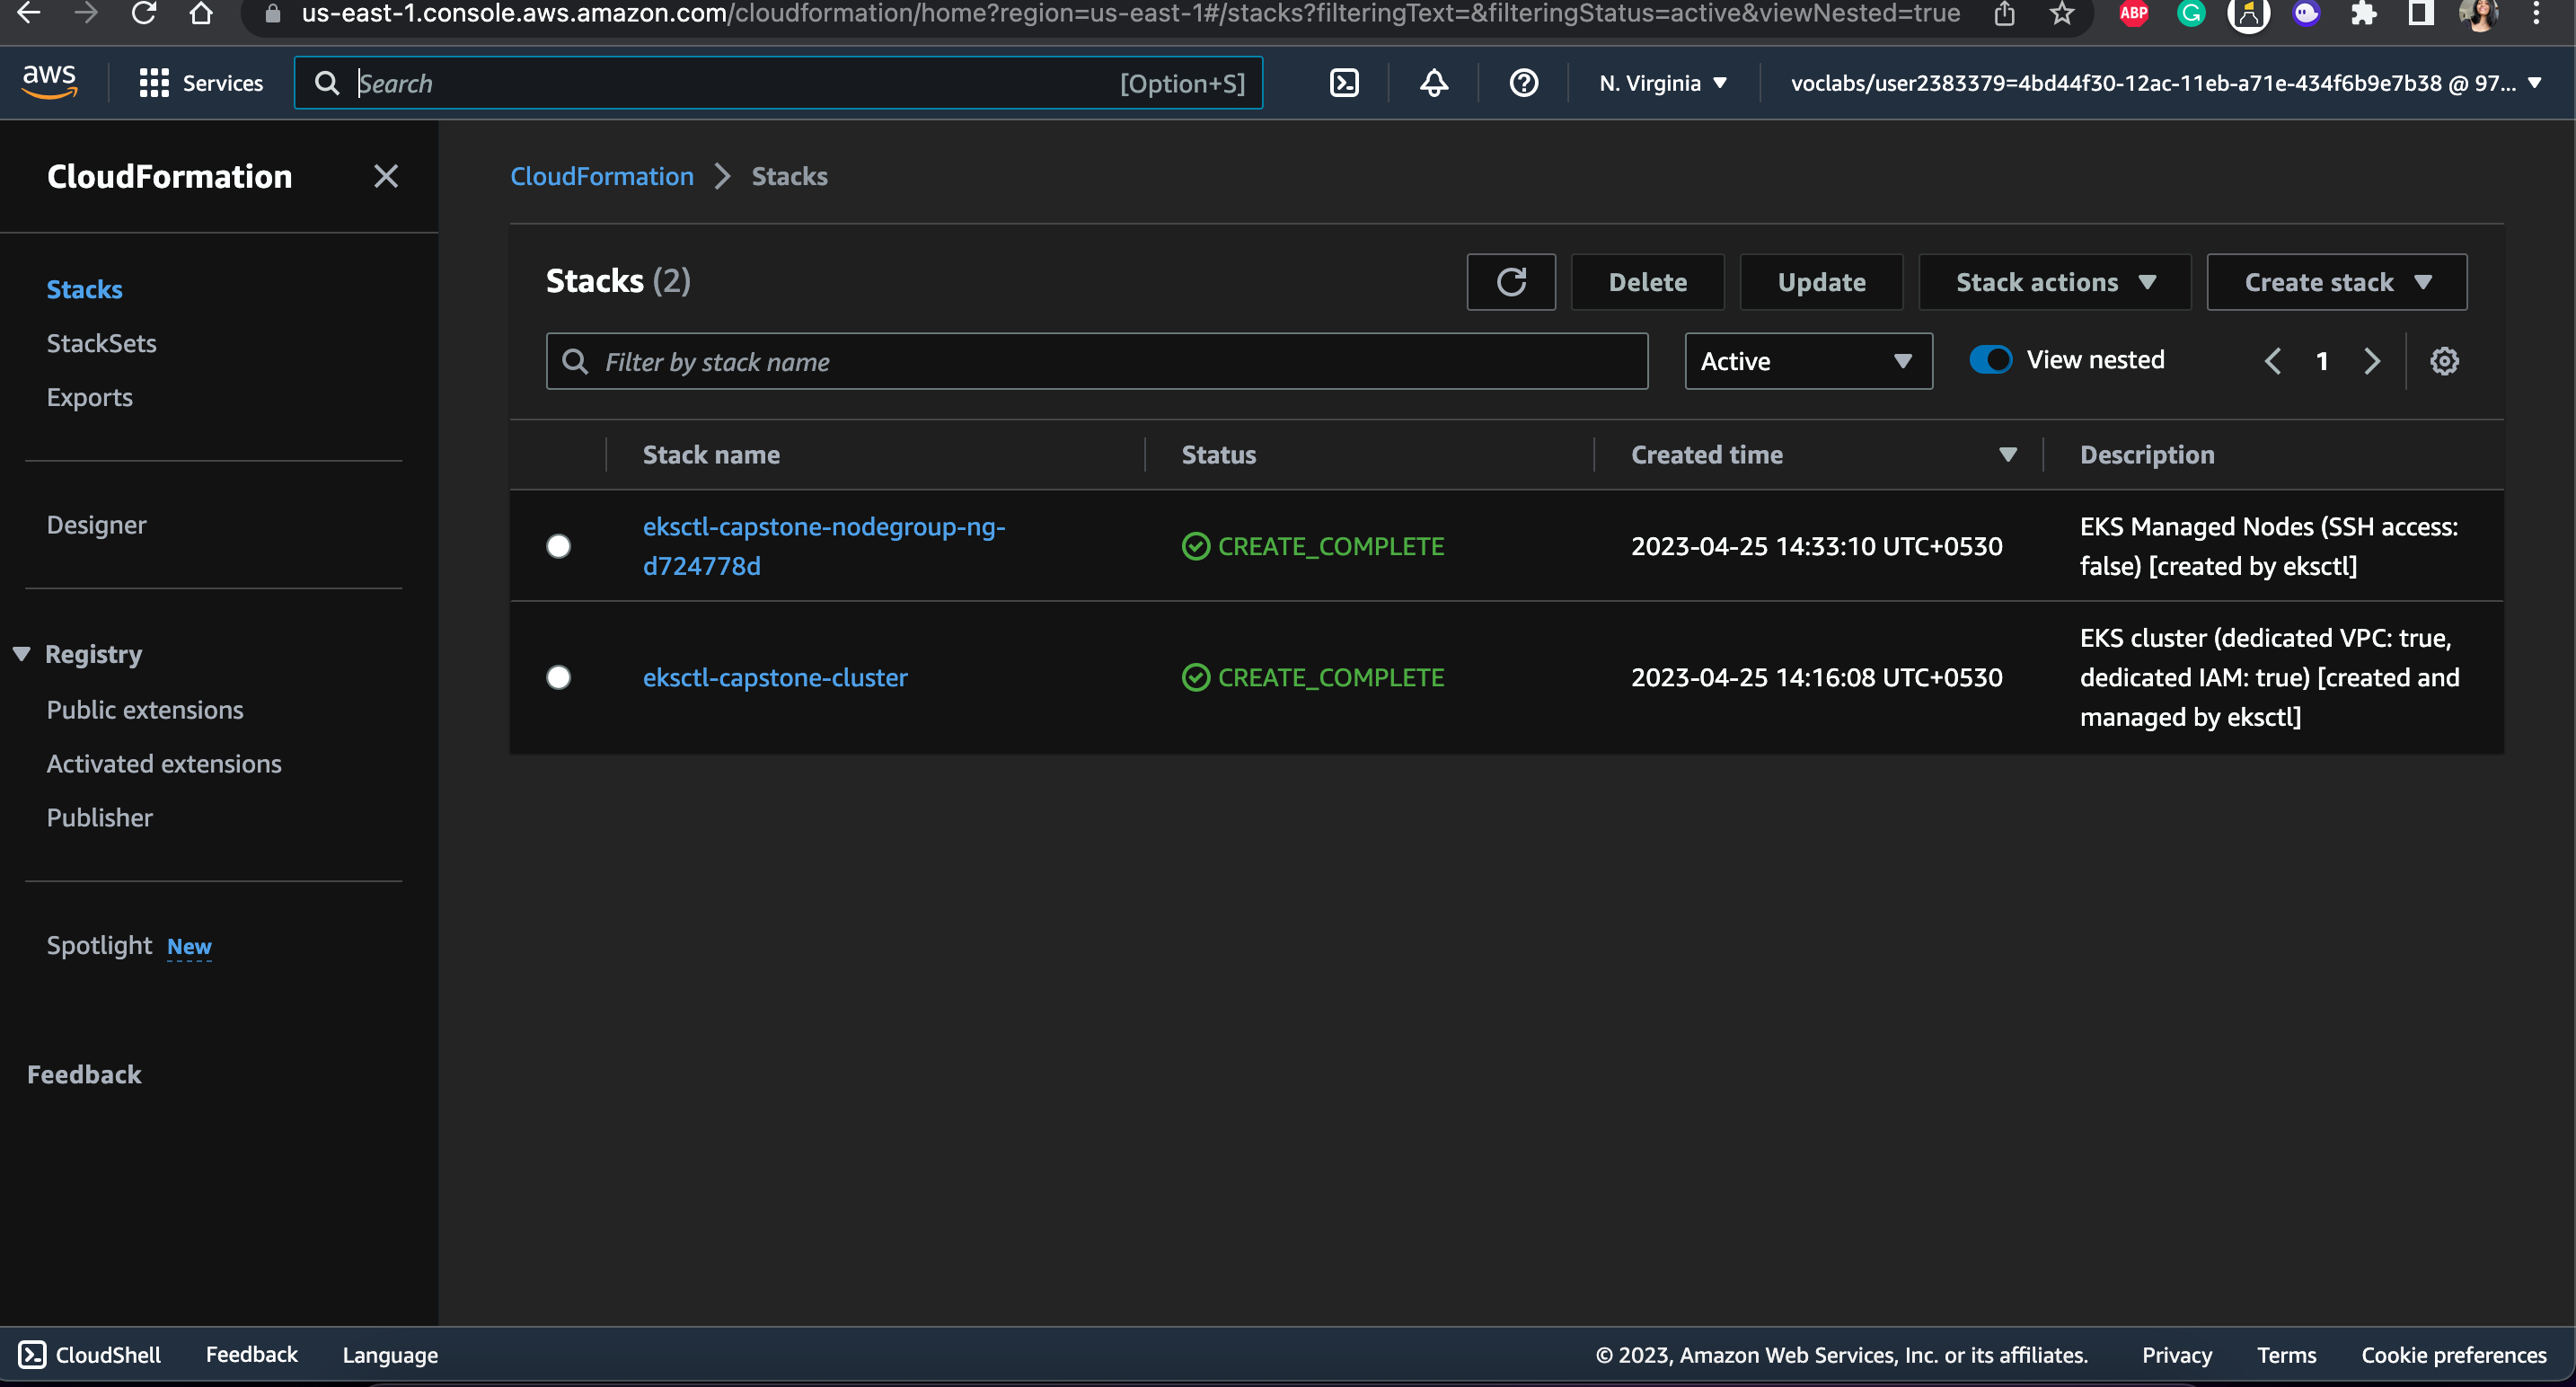 us-east-1.console.aws.amazon.com/cloudformation/home?region=us-east-1#/stacks?filteringText=&filteringStatus=active&viewNested=true
ABP
G
aws
Services
Search
[Option+S]
N. Virginia
voclabs/user2383379=4bd44f30-12ac-11eb-a71e-434f6b9e7b38 @ 97...
CloudFormation
Stacks
StackSets
Exports
Designer
Registry
Public extensions
Activated extensions
Publisher
Spotlight New
Feedback
CloudFormation
Stacks
Stacks (2)
Delete
Update
Stack actions
Create stack
Filter by stack name
Active
View nested
1
Stack name
Status
Created time
Description
eksctl-capstone-nodegroup-ng-
d724778d
CREATE_COMPLETE
2023-04-25 14:33:10 UTC+0530
EKS Managed Nodes (SSH access:
false) [created by eksctl]
eksctl-capstone-cluster
CREATE_COMPLETE
2023-04-25 14:16:08 UTC+0530
EKS cluster (dedicated VPC: true,
dedicated IAM: true) [created and
managed by eksctl]
CloudShell
Feedback
Language
© 2023, Amazon Web Services, Inc. or its affiliates.
Privacy
Terms
Cookie preferences